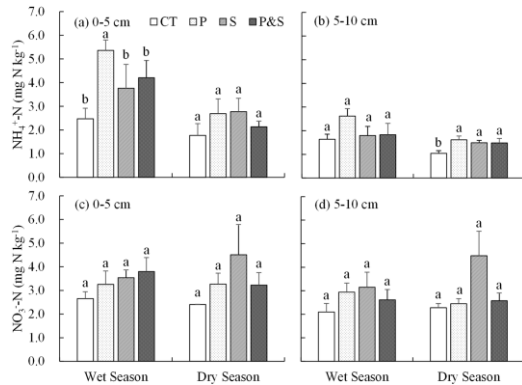 (a) 0-5 cm
CT P S P&S
(b) 5-10 cm
NH₄⁺-N (mg N kg⁻¹)
7.0
6.0
5.0
4.0
3.0
2.0
1.0
b a b b a a a a
a a a a b a a a
(c) 0-5 cm
(d) 5-10 cm
NO₃⁻-N (mg N kg⁻¹)
7.0
6.0
5.0
4.0
3.0
2.0
1.0
0.0
a a a a a a a a
a a a a a a a a
Wet Season Dry Season Wet Season Dry Season